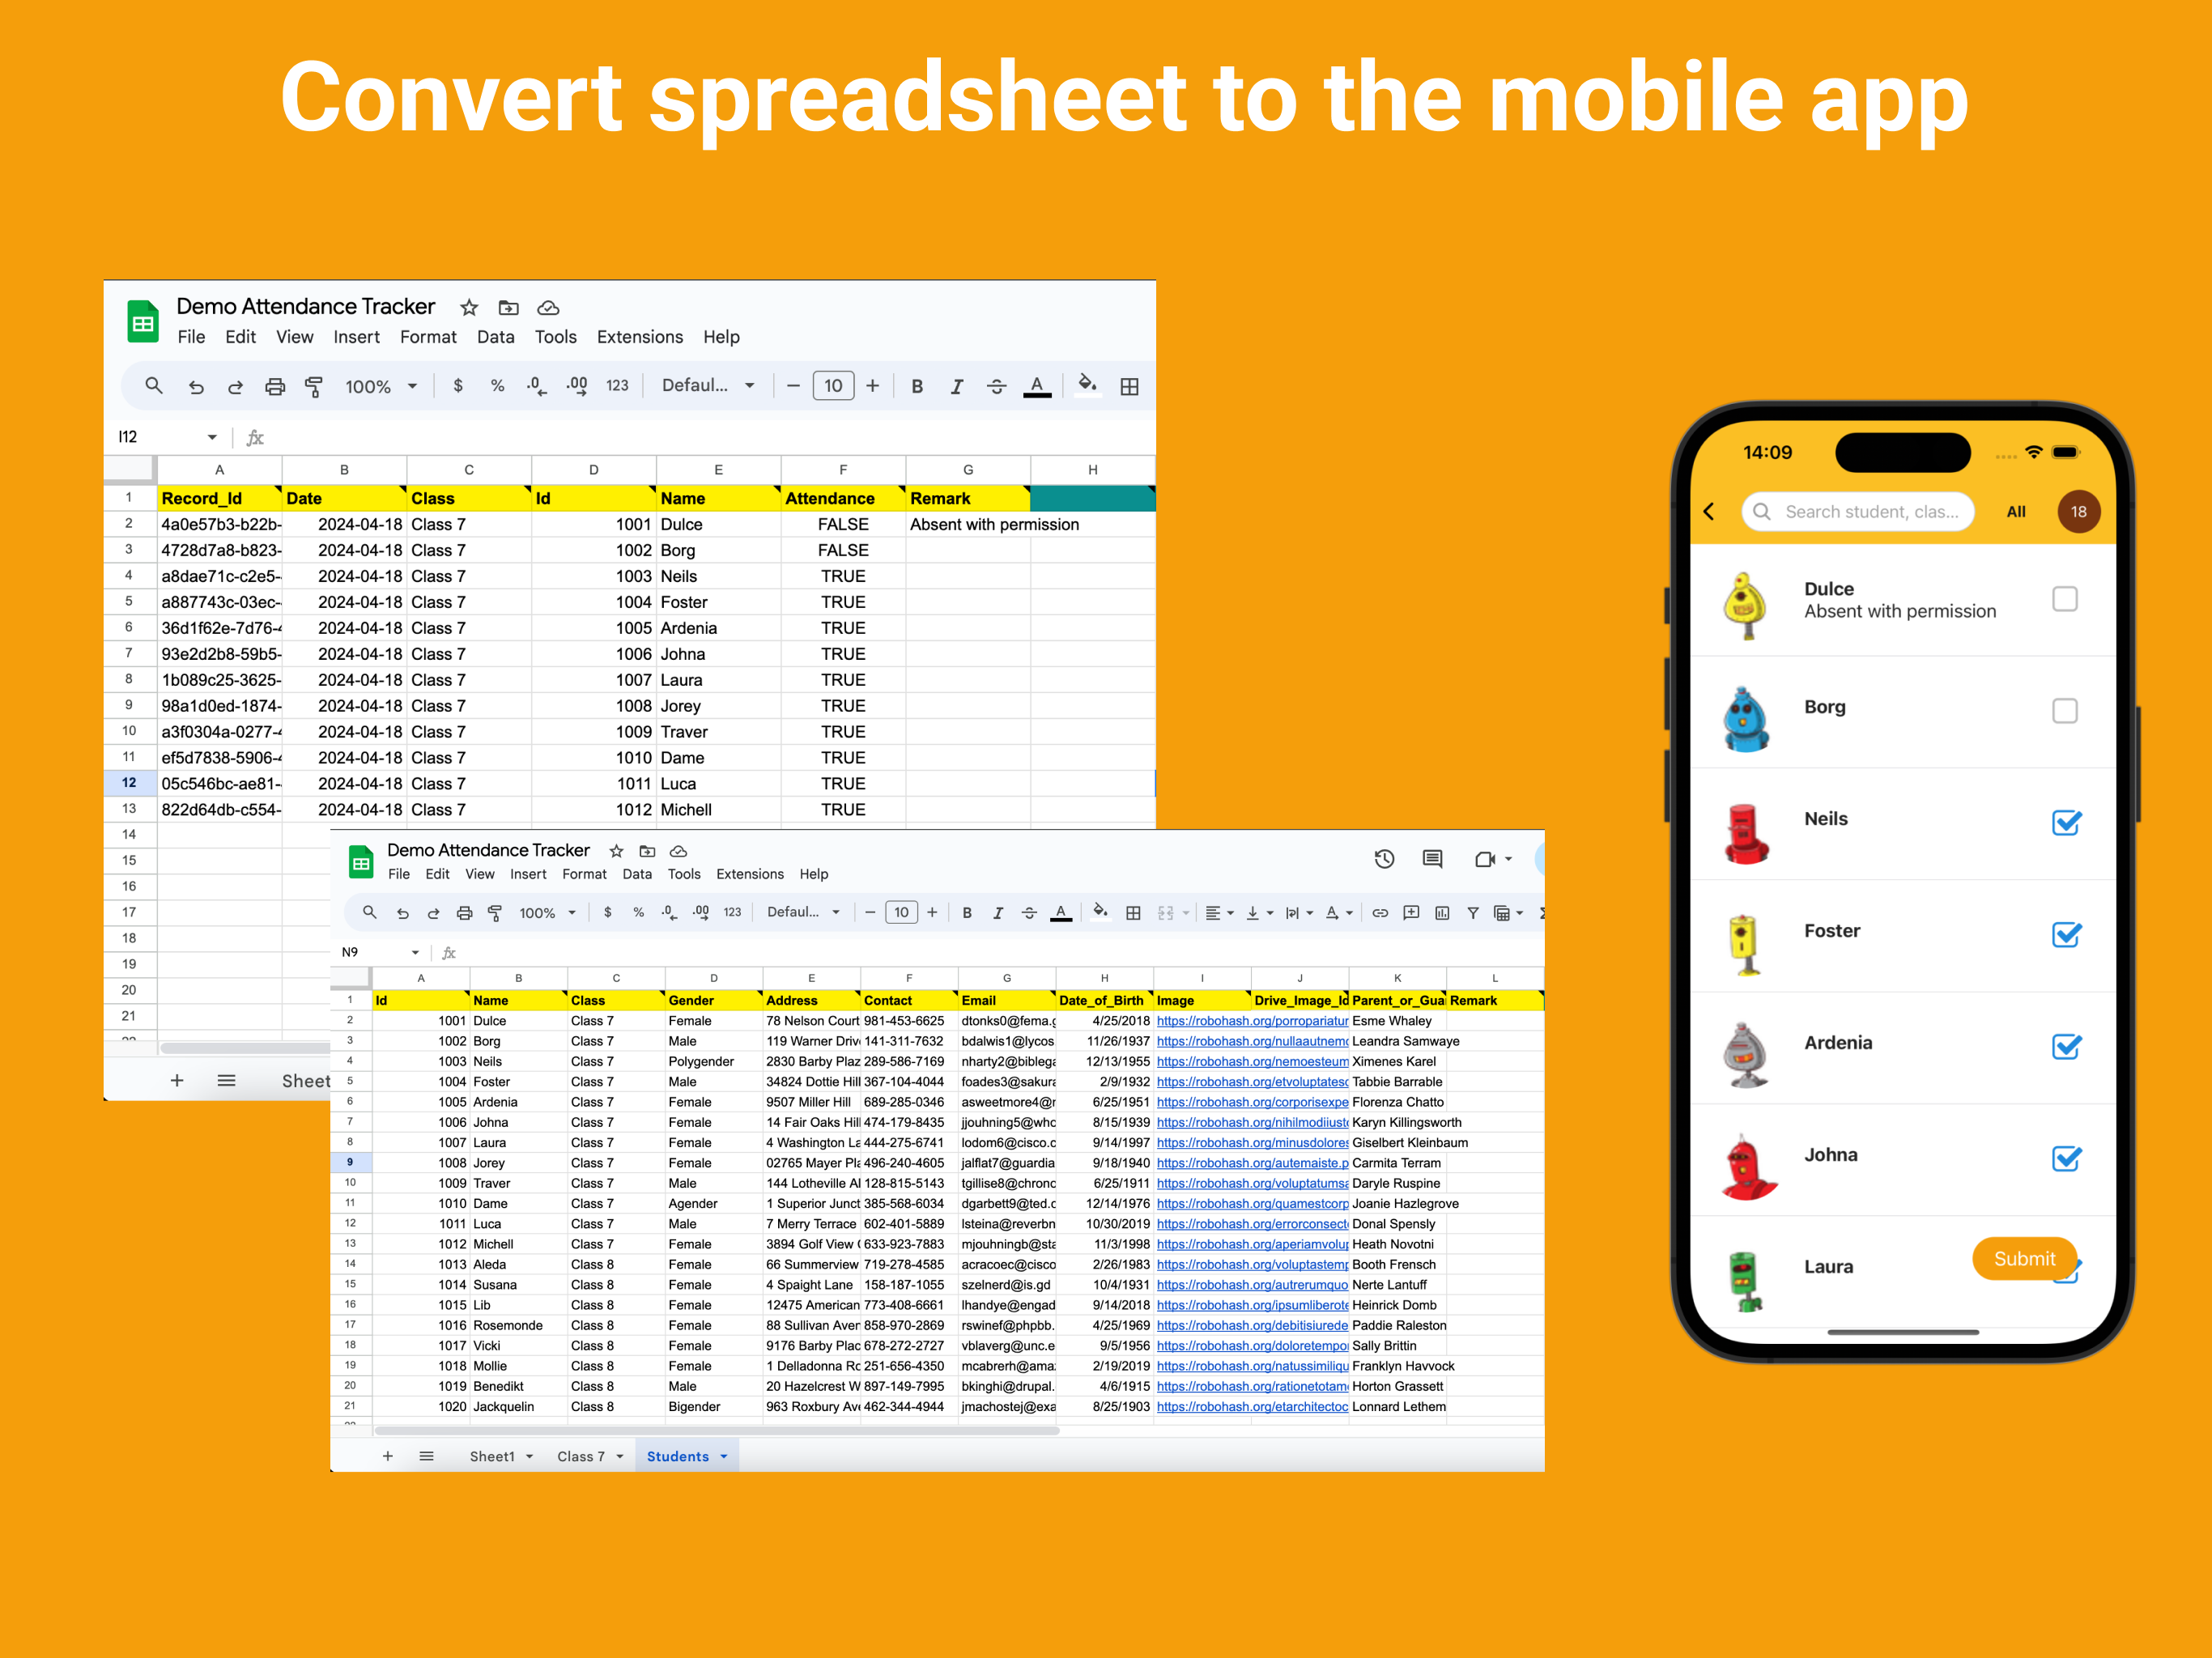 Convert spreadsheet to the mobile app
Demo Attendance Tracker
File Edit View Insert Format Data Tools Extensions Help
100% $ % .0 .00 123 Defaul... 10 B I A
I12 fx
A B C D E F G H
1 Record_Id Date Class Id Name Attendance Remark
2 4a0e57b3-b22b- 2024-04-18 Class 7 1001 Dulce FALSE Absent with permission
3 4728d7a8-b823- 2024-04-18 Class 7 1002 Borg FALSE
4 a8dae71c-c2e5- 2024-04-18 Class 7 1003 Neils TRUE
5 a887743c-03ec- 2024-04-18 Class 7 1004 Foster TRUE
6 36d1f62e-7d76- 2024-04-18 Class 7 1005 Ardenia TRUE
7 93e2d2b8-59b5- 2024-04-18 Class 7 1006 Johna TRUE
8 1b089c25-3625- 2024-04-18 Class 7 1007 Laura TRUE
9 98a1d0ed-1874- 2024-04-18 Class 7 1008 Jorey TRUE
10 a3f0304a-0277- 2024-04-18 Class 7 1009 Traver TRUE
11 ef5d7838-5906- 2024-04-18 Class 7 1010 Dame TRUE
12 05c546bc-ae81- 2024-04-18 Class 7 1011 Luca TRUE
13 822d64db-c554- 2024-04-18 Class 7 1012 Michell TRUE
14
15
16
17
18
19
20
21
Sheet
Demo Attendance Tracker
File Edit View Insert Format Data Tools Extensions Help
100% $ % .0 .00 123 Defaul... 10 B I A
N9 fx
A B C D E F G H I J K L
1 Id Name Class Gender Address Contact Email Date_of_Birth Image Drive_Image_Id Parent_or_Gua Remark
2 1001 Dulce Class 7 Female 78 Nelson Court 981-453-6625 dtonks0@fema.g 4/25/2018 https://robohash.org/porropariatur Esme Whaley
3 1002 Borg Class 7 Male 119 Warner Driv 141-311-7632 bdalwis1@lycos 11/26/1937 https://robohash.org/nullaautnem Leandra Samwaye
4 1003 Neils Class 7 Polygender 2830 Barby Plaz 289-586-7169 nharty2@biblega 12/13/1955 https://robohash.org/nemoesteum Ximenes Karel
5 1004 Foster Class 7 Male 34824 Dottie Hill 367-104-4044 foades3@sakura 2/9/1932 https://robohash.org/etvoluptates Tabbie Barrable
6 1005 Ardenia Class 7 Female 9507 Miller Hill 689-285-0346 asweetmore4@r 6/25/1951 https://robohash.org/corporisexpe Florenza Chatto
7 1006 Johna Class 7 Female 14 Fair Oaks Hill 474-179-8435 jjouhning5@who 8/15/1939 https://robohash.org/nihilmodiiust Karyn Killingsworth
8 1007 Laura Class 7 Female 4 Washington La 444-275-6741 lodom6@cisco.c 9/14/1997 https://robohash.org/minusdolores Giselbert Kleinbaum
9 1008 Jorey Class 7 Female 02765 Mayer Pla 496-240-4605 jalflat7@guardia 9/18/1940 https://robohash.org/autemaiste.p Carmita Terram
10 1009 Traver Class 7 Male 144 Lotheville Al 128-815-5143 tgillise8@chrono 6/25/1911 https://robohash.org/voluptatumsa Daryle Ruspine
11 1010 Dame Class 7 Agender 1 Superior Junct 385-568-6034 dgarbett9@ted.c 12/14/1976 https://robohash.org/quamestcorp Joanie Hazlegrove
12 1011 Luca Class 7 Male 7 Merry Terrace 602-401-5889 lsteina@reverbn 10/30/2019 https://robohash.org/errorconsect Donal Spensly
13 1012 Michell Class 7 Female 3894 Golf View 633-923-7883 mjouhningb@sta 11/3/1998 https://robohash.org/aperiamvolup Heath Novotni
14 1013 Aleda Class 8 Female 66 Summerview 719-278-4585 acracoec@cisco 2/26/1983 https://robohash.org/voluptastemp Booth Frensch
15 1014 Susana Class 8 Female 4 Spaight Lane 158-187-1055 szelnerd@is.gd 10/4/1931 https://robohash.org/autrerumquo Nerte Lantuff
16 1015 Lib Class 8 Female 12475 American 773-408-6661 lhandye@engad 9/14/2018 https://robohash.org/ipsumliberote Heinrick Domb
17 1016 Rosemonde Class 8 Female 88 Sullivan Aven 858-970-2869 rswinef@phpbb. 4/25/1969 https://robohash.org/debitisiurede Paddie Raleston
18 1017 Vicki Class 8 Female 9176 Barby Plac 678-272-2727 vblaverg@unc.e 9/5/1956 https://robohash.org/doloretempo Sally Brittin
19 1018 Mollie Class 8 Female 1 Delladonna Ro 251-656-4350 mcabrerh@ama 2/19/2019 https://robohash.org/natussimiliqu Franklyn Havvock
20 1019 Benedikt Class 8 Male 20 Hazelcrest W 897-149-7995 bkinghi@drupal. 4/6/1915 https://robohash.org/rationetotam Horton Grassett
21 1020 Jackquelin Class 8 Bigender 963 Roxbury Av 462-344-4944 jmachostej@exa 8/25/1903 https://robohash.org/etarchitectoc Lonnard Lethem
Sheet1 Class 7 Students
14:09
Search student, clas... All 18
Dulce
Absent with permission
Borg
Neils
Foster
Ardenia
Johna
Laura
Submit